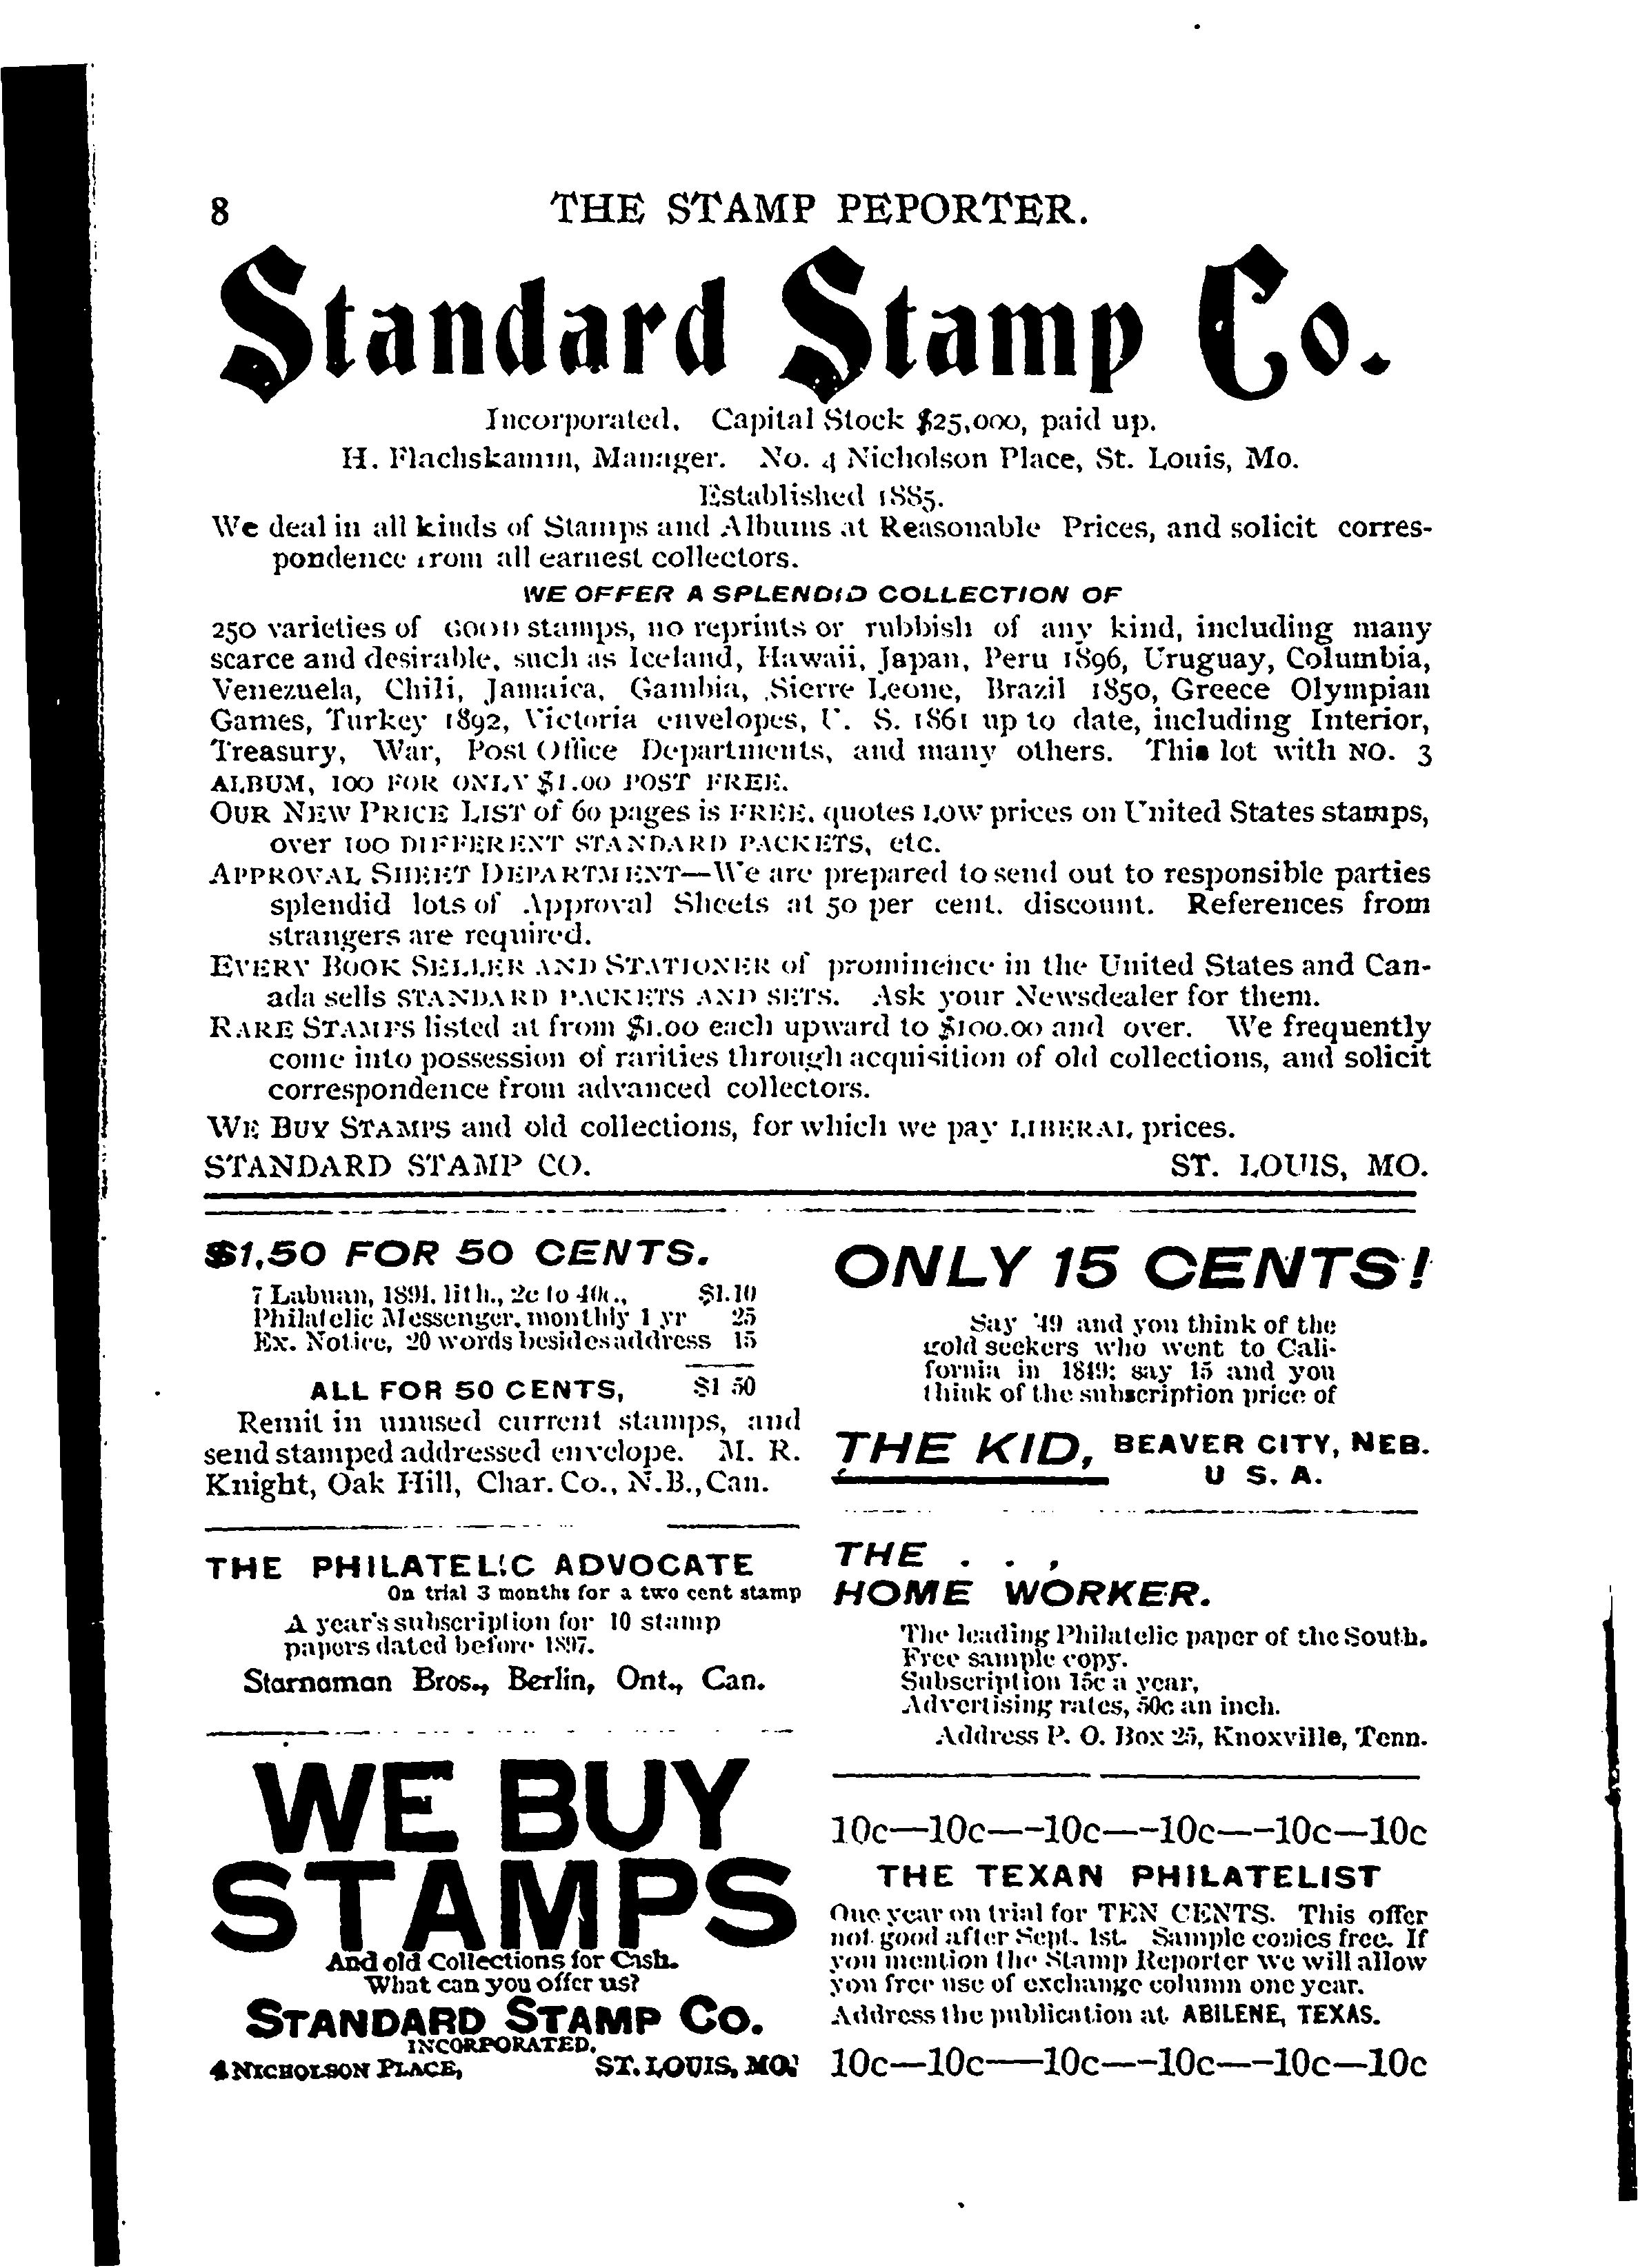 8 THE STAMP PEPORTER.
Standard Stamp Co.
Incorporated. Capital Stock $25,000, paid up.
H. Flachskamm, Manager. No. 4 Nicholson Place, St. Louis, Mo.
Established 1885.
We deal in all kinds of Stamps and Albums at Reasonable Prices, and solicit corres-
pondence from all earnest collectors.
WE OFFER A SPLENDID COLLECTION OF
250 varieties of GOOD stamps, no reprints or rubbish of any kind, including many
scarce and desirable, such as Iceland, Hawaii, Japan, Peru 1896, Uruguay, Columbia,
Venezuela, Chili, Jamaica, Gambia, Sierre Leone, Brazil 1850, Greece Olympian
Games, Turkey 1892, Victoria envelopes, U. S. 1861 up to date, including Interior,
Treasury, War, Post Office Departments, and many others. This lot with NO. 3
ALBUM, 100 FOR ONLY $1.00 POST FREE.
OUR NEW PRICE LIST of 60 pages is FREE, quotes LOW prices on United States stamps,
over 100 DIFFERENT STANDARD PACKETS, etc.
APPROVAL SHEET DEPARTMENT—We are prepared to send out to responsible parties
splendid lots of Approval Sheets at 50 per cent. discount. References from
strangers are required.
EVERY BOOK SELLER AND STATIONER of prominence in the United States and Can-
ada sells STANDARD PACKETS AND SETS. Ask your Newsdealer for them.
RARE STAMPS listed at from $1.00 each upward to $100.00 and over. We frequently
come into possession of rarities through acquisition of old collections, and solicit
correspondence from advanced collectors.
WE BUY STAMPS and old collections, for which we pay LIBERAL prices.
STANDARD STAMP CO. ST. LOUIS, MO.
$1.50 FOR 50 CENTS.
7 Labuan, 1894. lith., 2c to 40c., $1.10
Philatelic Messenger, monthly 1 yr 25
Ex. Notice, 20 words besides address 15
ALL FOR 50 CENTS, $1 50
Remit in unused current stamps, and
send stamped addressed envelope. M. R.
Knight, Oak Hill, Char. Co., N.B., Can.
THE PHILATELIC ADVOCATE
On trial 3 months for a two cent stamp
A year's subscription for 10 stamp
papers dated before 1897.
Starnaman Bros., Berlin, Ont., Can.
WE BUY
STAMPS
And old Collections for Cash.
What can you offer us?
STANDARD STAMP CO.
INCORPORATED.
4 NICHOLSON PLACE, ST. LOUIS, MO.
ONLY 15 CENTS!
Say '49 and you think of the
gold seekers who went to Cali-
fornia in 1849; say 15 and you
think of the subscription price of
THE KID, BEAVER CITY, NEB.
U S. A.
THE . . ,
HOME WORKER.
The leading Philatelic paper of the South.
Free sample copy.
Subscription 15c a year,
Advertising rates, 50c an inch.
Address P. O. Box 25, Knoxville, Tenn.
10c—10c—-10c—-10c—-10c—10c
THE TEXAN PHILATELIST
One year on trial for TEN CENTS. This offer
not good after Sept. 1st. Sample copies free. If
you mention the Stamp Reporter we will allow
you free use of exchange column one year.
Address the publication at ABILENE, TEXAS.
10c—10c—-10c—-10c—-10c—10c